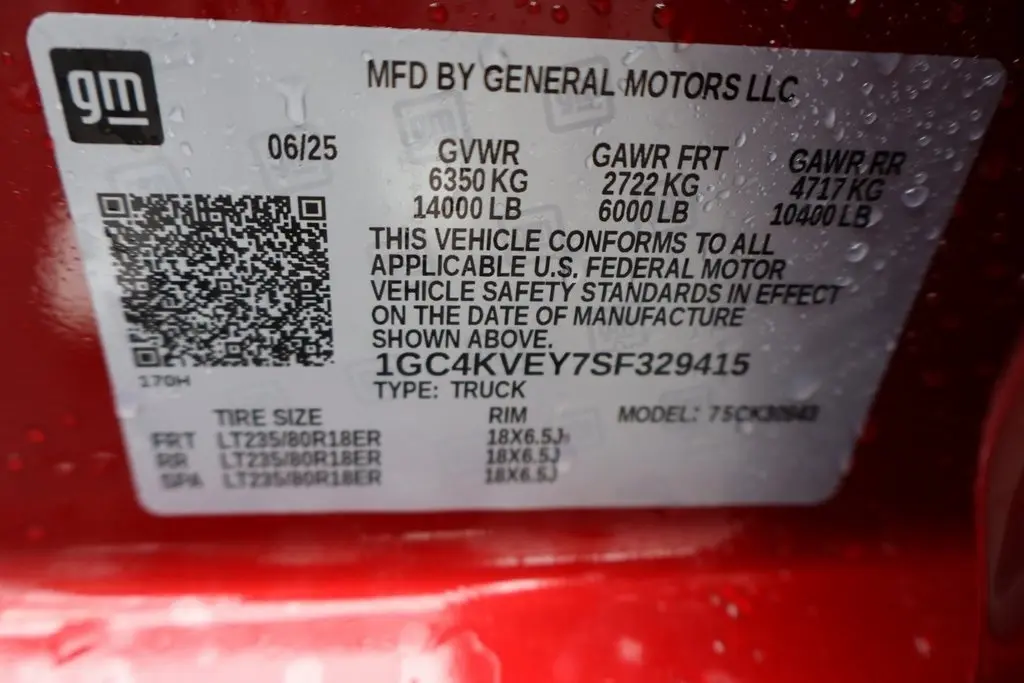 gm
MFD BY GENERAL MOTORS LLC
06/25
GVWR GAWR FRT GAWR RR
6350 KG 2722 KG 4717 KG
14000 LB 6000 LB 10400 LB
THIS VEHICLE CONFORMS TO ALL
APPLICABLE U.S. FEDERAL MOTOR
VEHICLE SAFETY STANDARDS IN EFFECT
ON THE DATE OF MANUFACTURE
SHOWN ABOVE.
1GC4KVEY7SF329415
170H
TYPE: TRUCK
TIRE SIZE RIM MODEL: 75CK30943
FRT LT235/80R18ER 18X6.5J
RR LT235/80R18ER 18X6.5J
SPA LT235/80R18ER 18X6.5J